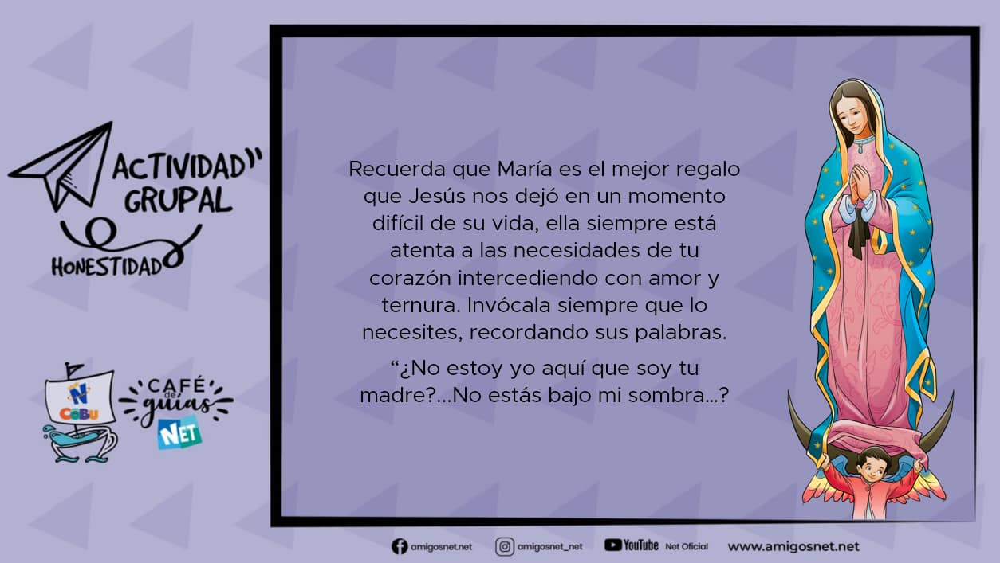 ACTIVIDAD
GRUPAL
HONESTIDAD
N
COBU
CAFÉ
de
guías
NET
Recuerda que María es el mejor regalo
que Jesús nos dejó en un momento
difícil de su vida, ella siempre está
atenta a las necesidades de tu
corazón intercediendo con amor y
ternura. Invócala siempre que lo
necesites, recordando sus palabras.
“¿No estoy yo aquí que soy tu
madre?...No estás bajo mi sombra...?
amigosnet.net amigosnet_net YouTube Net Oficial www.amigosnet.net